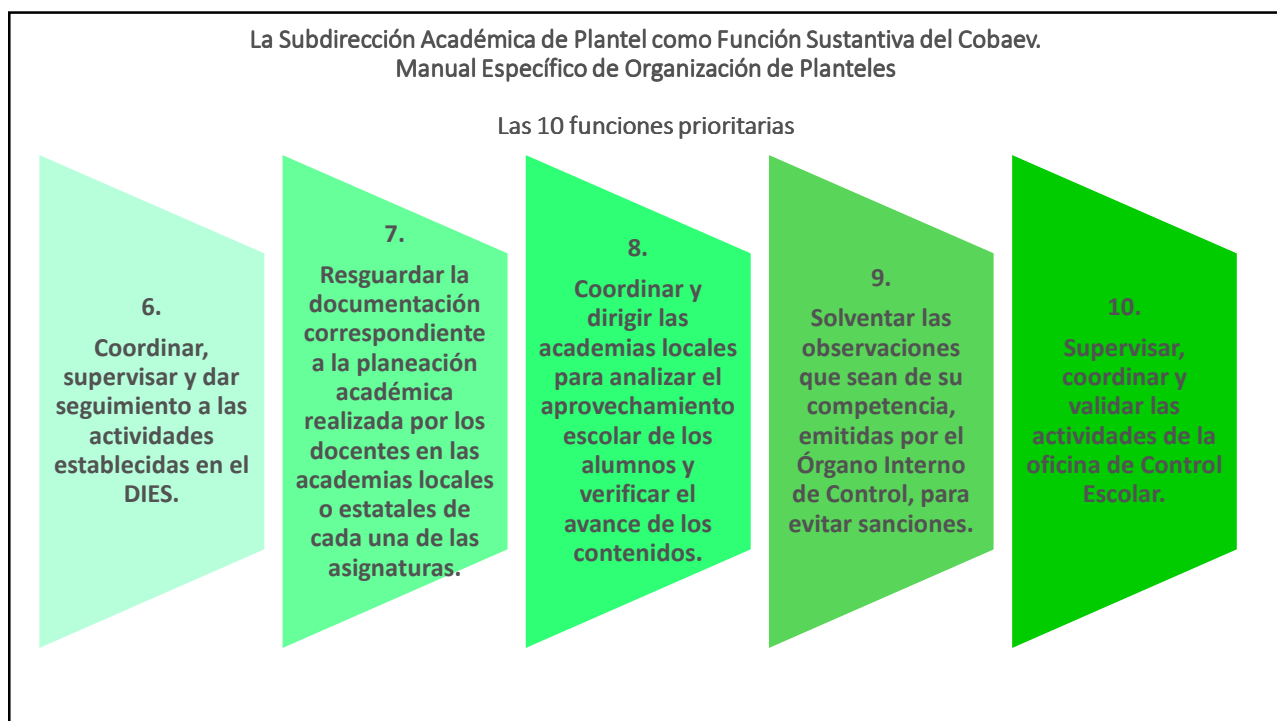 La Subdirección Académica de Plantel como Función Sustantiva del Cobaev.
Manual Específico de Organización de Planteles
Las 10 funciones prioritarias
6.
Coordinar,
supervisar y dar
seguimiento a las
actividades
establecidas en el
DIES.
7.
Resguardar la
documentación
correspondiente
a la planeación
académica
realizada por los
docentes en las
academias locales
o estatales de
cada una de las
asignaturas.
8.
Coordinar y
dirigir las
academias locales
para analizar el
aprovechamiento
escolar de los
alumnos y
verificar el
avance de los
contenidos.
9.
Solventar las
observaciones
que sean de su
competencia,
emitidas por el
Órgano Interno
de Control, para
evitar sanciones.
10.
Supervisar,
coordinar y
validar las
actividades de la
oficina de Control
Escolar.